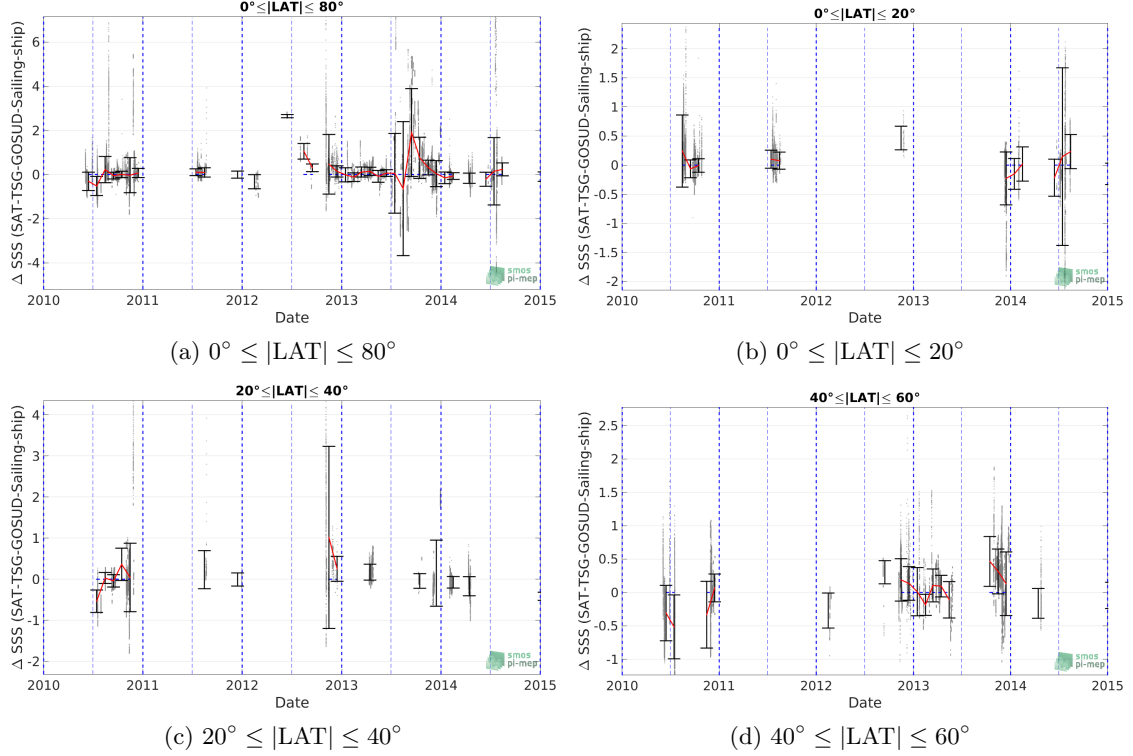 0°≤|LAT|≤ 80°
Δ SSS (SAT-TSG-GOSUD-Sailing-ship)
6
4
2
0
-2
-4
2010 2011 2012 2013 2014 2015
Date
smos
pi-mep
(a) 0° ≤ |LAT| ≤ 80°
0°≤|LAT|≤ 20°
Δ SSS (SAT-TSG-GOSUD-Sailing-ship)
2
1.5
1
0.5
0
-0.5
-1
-1.5
-2
2010 2011 2012 2013 2014 2015
Date
smos
pi-mep
(b) 0° ≤ |LAT| ≤ 20°
20°≤|LAT|≤ 40°
Δ SSS (SAT-TSG-GOSUD-Sailing-ship)
4
3
2
1
0
-1
-2
2010 2011 2012 2013 2014 2015
Date
smos
pi-mep
(c) 20° ≤ |LAT| ≤ 40°
40°≤|LAT|≤ 60°
Δ SSS (SAT-TSG-GOSUD-Sailing-ship)
2.5
2
1.5
1
0.5
0
-0.5
-1
2010 2011 2012 2013 2014 2015
Date
smos
pi-mep
(d) 40° ≤ |LAT| ≤ 60°